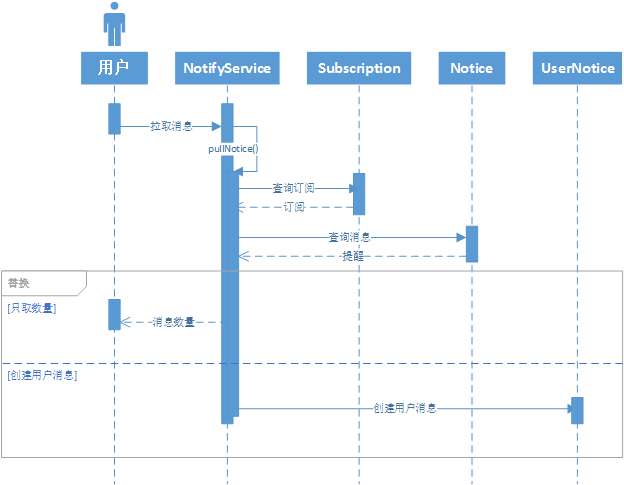 用户
NotifyService
Subscription
Notice
UserNotice
拉取消息
pullNotice()
查询订阅
订阅
查询消息
提醒
替换
[只取数量]
消息数量
[创建用户消息]
创建用户消息